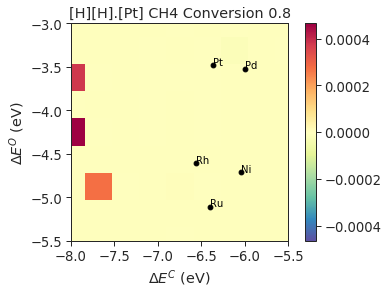 [H][H].[Pt] CH4 Conversion 0.8
−3.0
−3.5
−4.0
−4.5
−5.0
−5.5
ΔE^O (eV)
Pt
Pd
Rh
Ni
Ru
−8.0 −7.5 −7.0 −6.5 −6.0 −5.5
ΔE^C (eV)
0.0004
0.0002
0.0000
−0.0002
−0.0004